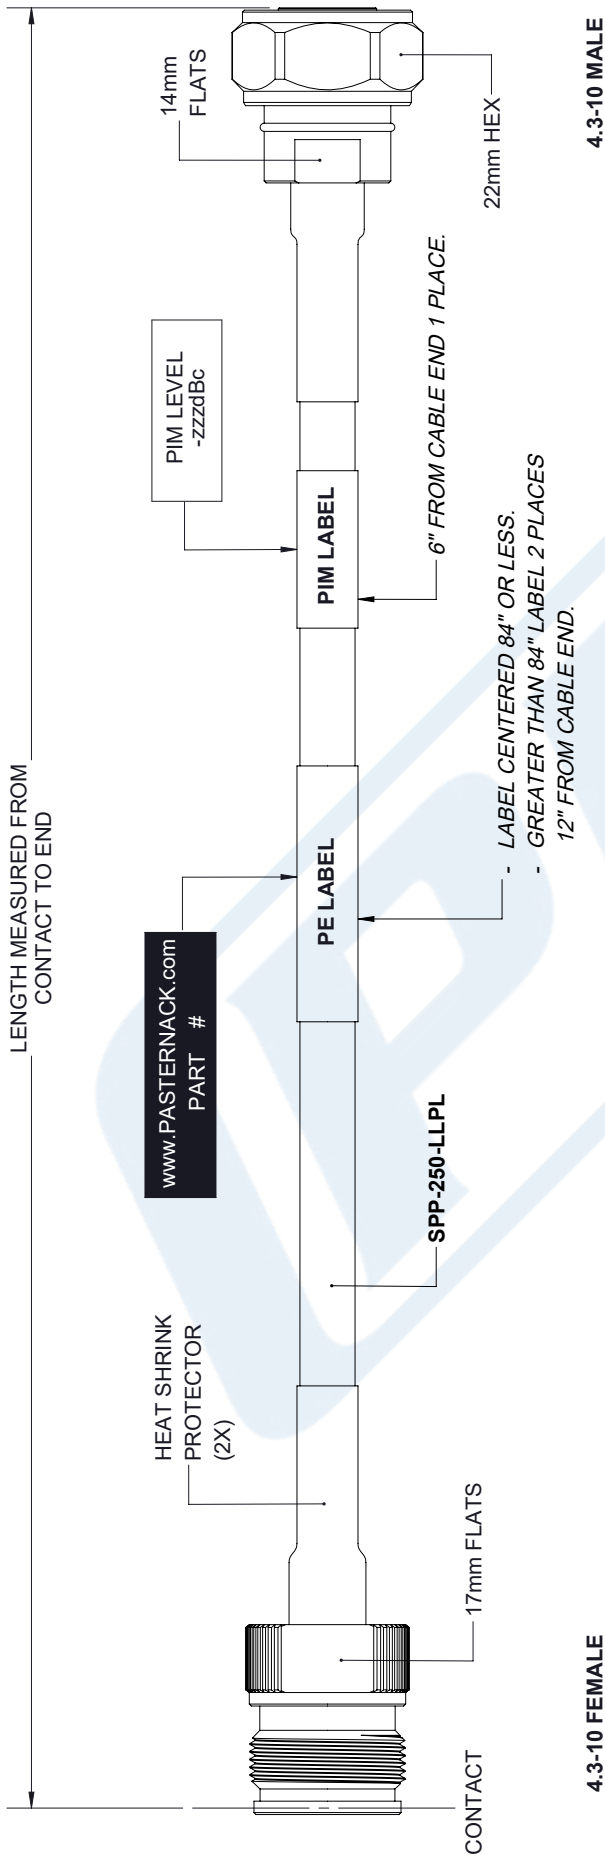 LENGTH MEASURED FROM
CONTACT TO END
HEAT SHRINK
PROTECTOR
(2X)
www.PASTERNACK.com
PART #
PIM LEVEL
-zzzdBc
14mm
FLATS
PE LABEL
PIM LABEL
CONTACT
17mm FLATS
SPP-250-LLPL
- LABEL CENTERED 84" OR LESS.
- GREATER THAN 84" LABEL 2 PLACES
12" FROM CABLE END.
6" FROM CABLE END 1 PLACE.
22mm HEX
4.3-10 FEMALE
4.3-10 MALE